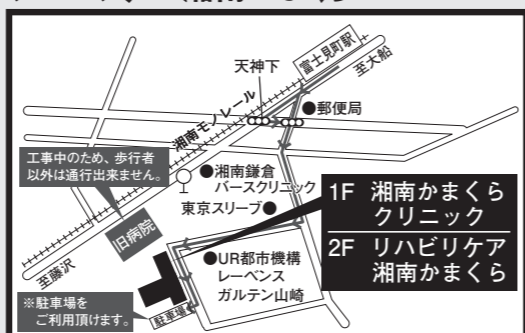 富士見町駅
至大船
天神下
●郵便局
湘南モノレール
工事中のため、歩行者
以外は通行出来ません。
●湘南鎌倉
バースクリニック
東京スリーブ●
旧病院
1F 湘南かまくら
クリニック
2F リハビリケア
湘南かまくら
至藤沢
●UR都市機構
レーベンス
ガルテン山崎
※駐車場を
ご利用頂けます。
駐車場